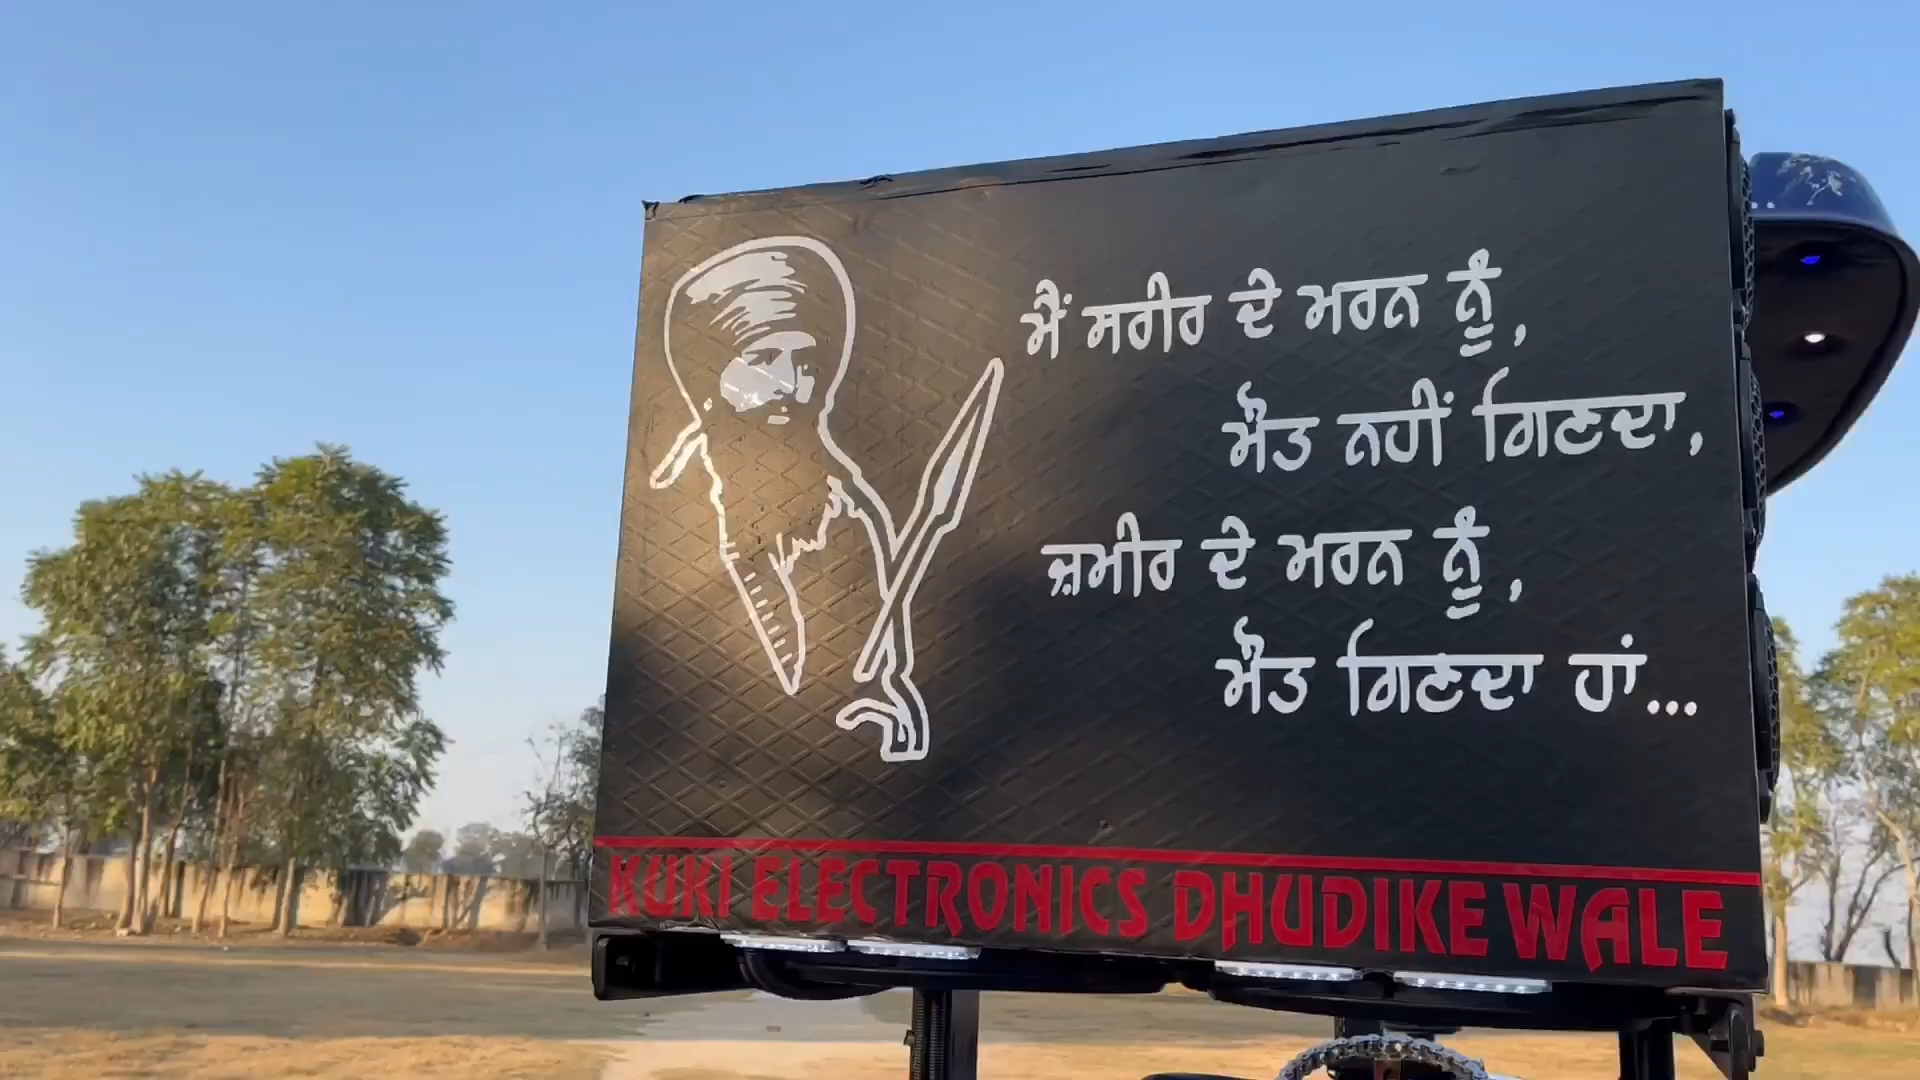 ਮੈਂ ਸਰੀਰ ਦੇ ਮਰਨ ਨੂੰ,
ਮੌਤ ਨਹੀਂ ਗਿਣਦਾ,
ਜ਼ਮੀਰ ਦੇ ਮਰਨ ਨੂੰ,
ਮੌਤ ਗਿਣਦਾ ਹਾਂ...
KUKI ELECTRONICS DHUDIKE WALE